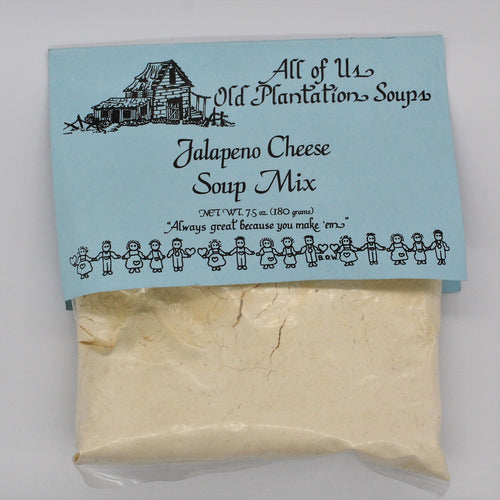 All of Us
Old Plantation Soups
Jalapeno Cheese
Soup Mix
NET WT. 7.5 oz. (180 grams)
"Always great because you make 'em"
B.O.W.